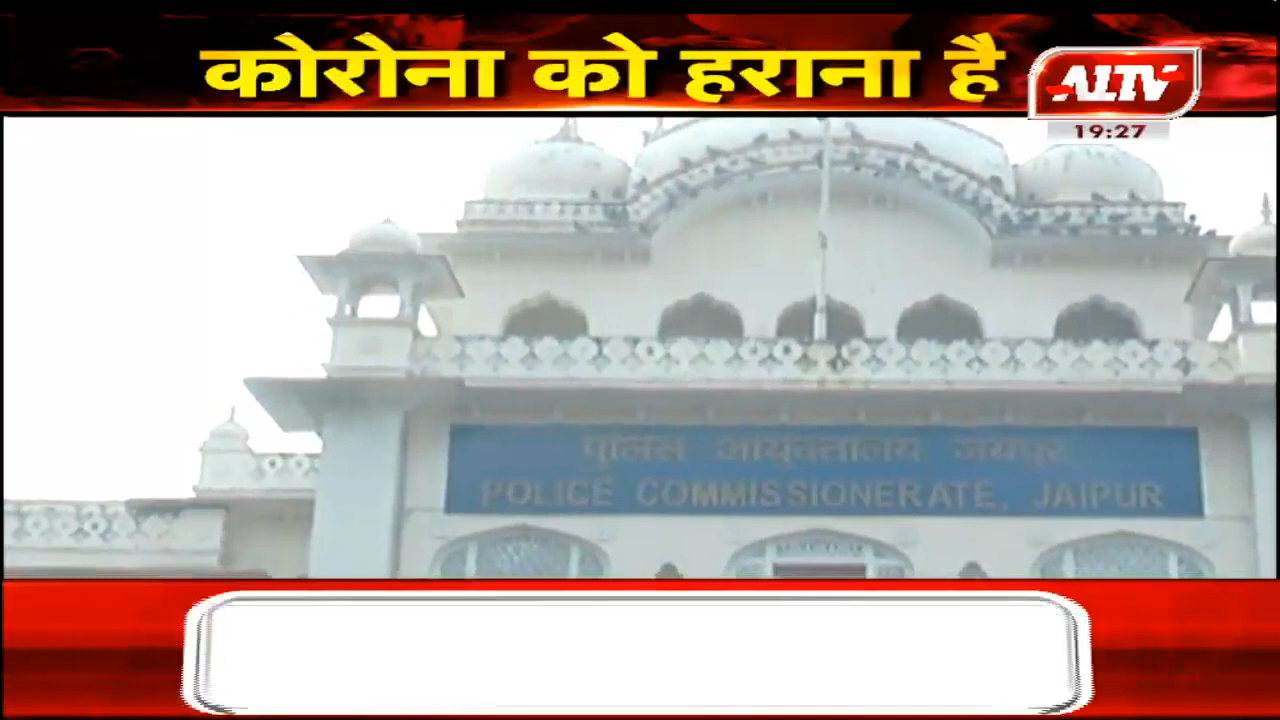 कोरोना को हराना है
ALTV
19:27
पुलिस आयुक्तालय जयपुर
POLICE COMMISSIONERATE, JAIPUR